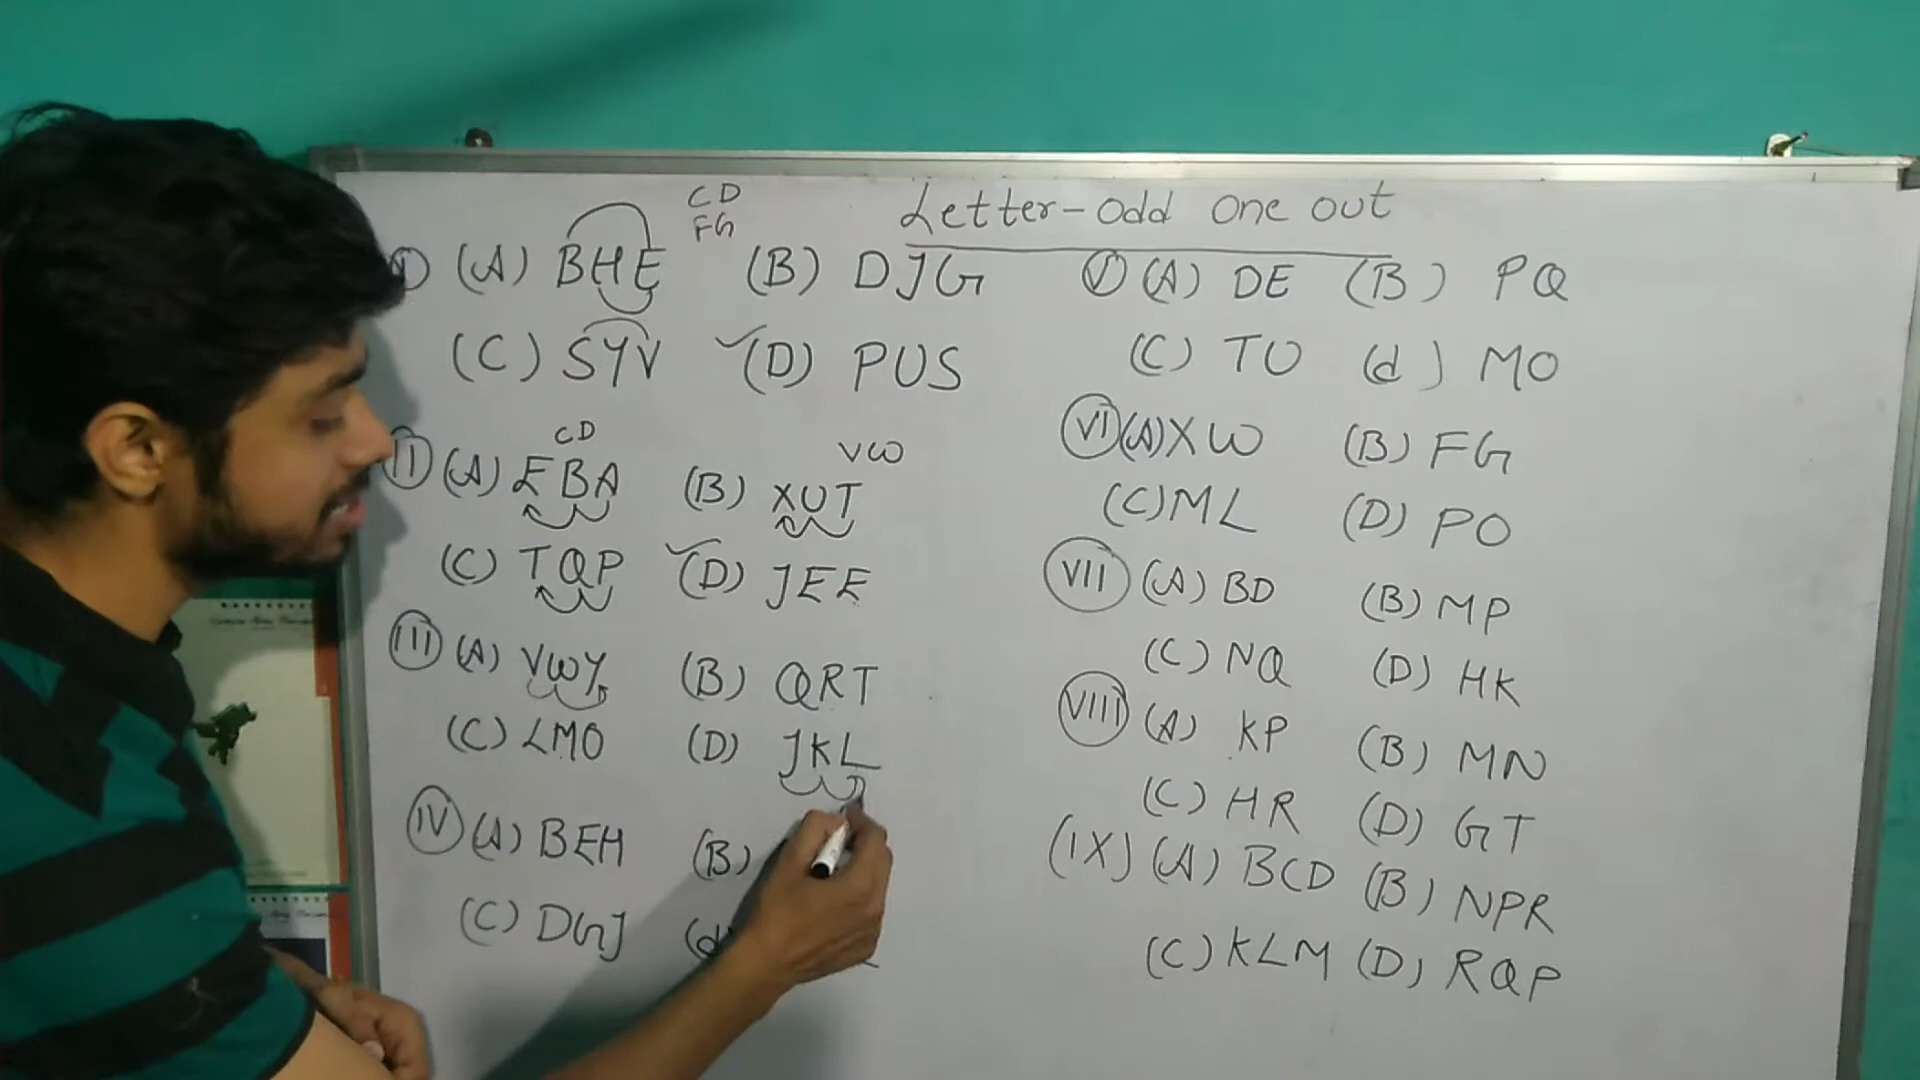 Letter-odd one out
CD
FG
I) (A) BHE (B) DJG
(C) SYV (D) PUS
CD
VW
II) (A) EBA (B) XUT
(C) TQP (D) JEE
III (A) VWY (B) QRT
(C) LMO (D) JKL
IV (A) BEH (B)
(C) DGJ (d)
V (A) DE (B) PQ
(C) TU (d) MO
VI (A) XW (B) FG
(C) ML (D) PO
VII (A) BD (B) MP
(C) NQ (D) HK
VIII (A) KP (B) MN
(C) HR (D) GT
(IX) (A) BCD (B) NPR
(C) KLM (D) RQP